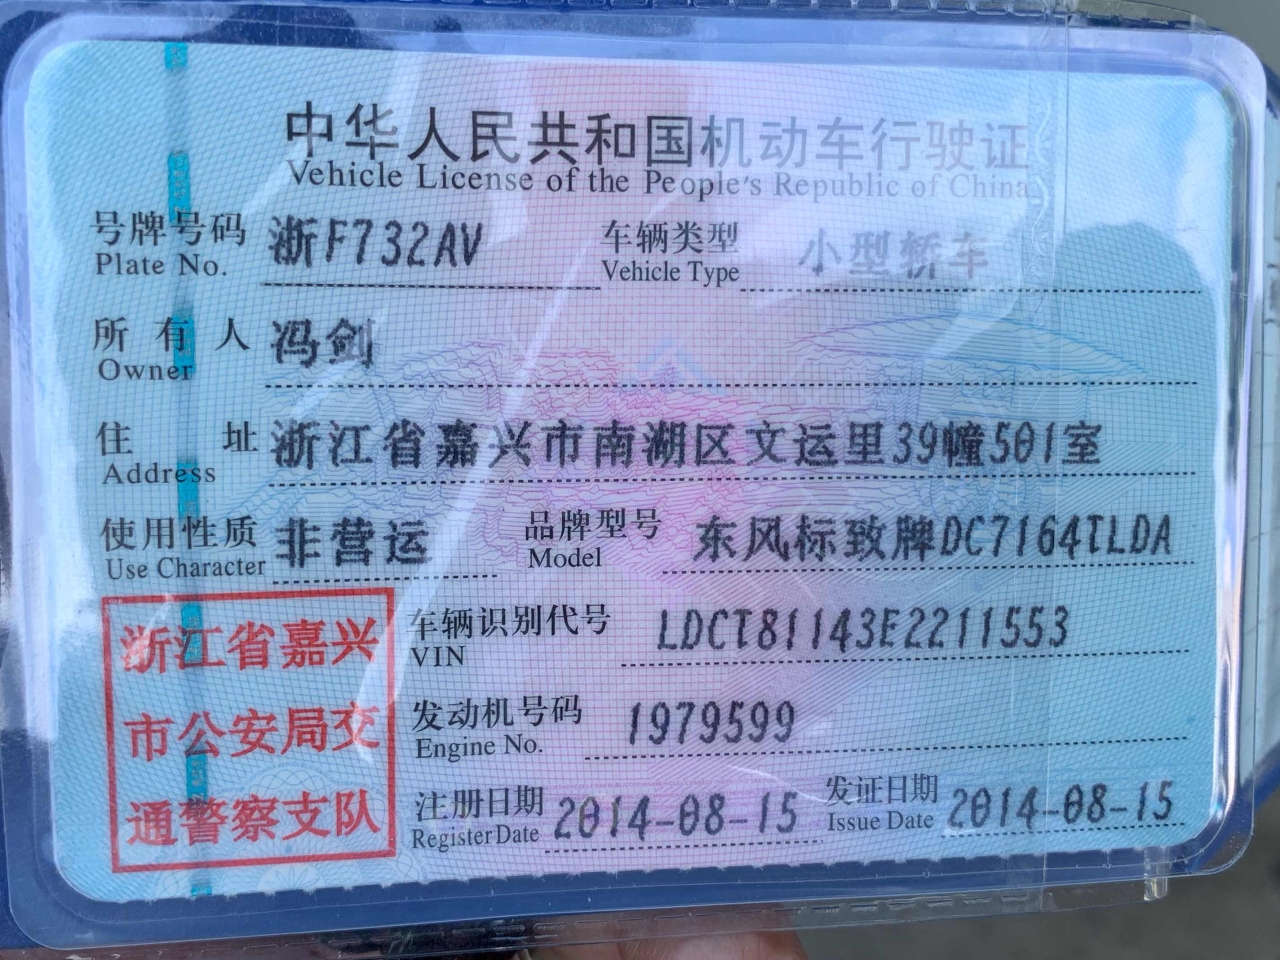 中华人民共和国机动车行驶证
Vehicle License of the People's Republic of China
号牌号码 浙F732AV 车辆类型 小型轿车
Plate No. Vehicle Type
所有人 冯剑
Owner
住址 浙江省嘉兴市南湖区文运里39幢501室
Address
使用性质 非营运 品牌型号 东风标致牌DC7164TLDA
Use Character Model
浙江省嘉兴
市公安局交
通警察支队
车辆识别代号 LDCT81143E2211553
VIN
发动机号码 1979599
Engine No.
注册日期 2014-08-15 发证日期 2014-08-15
Register Date Issue Date